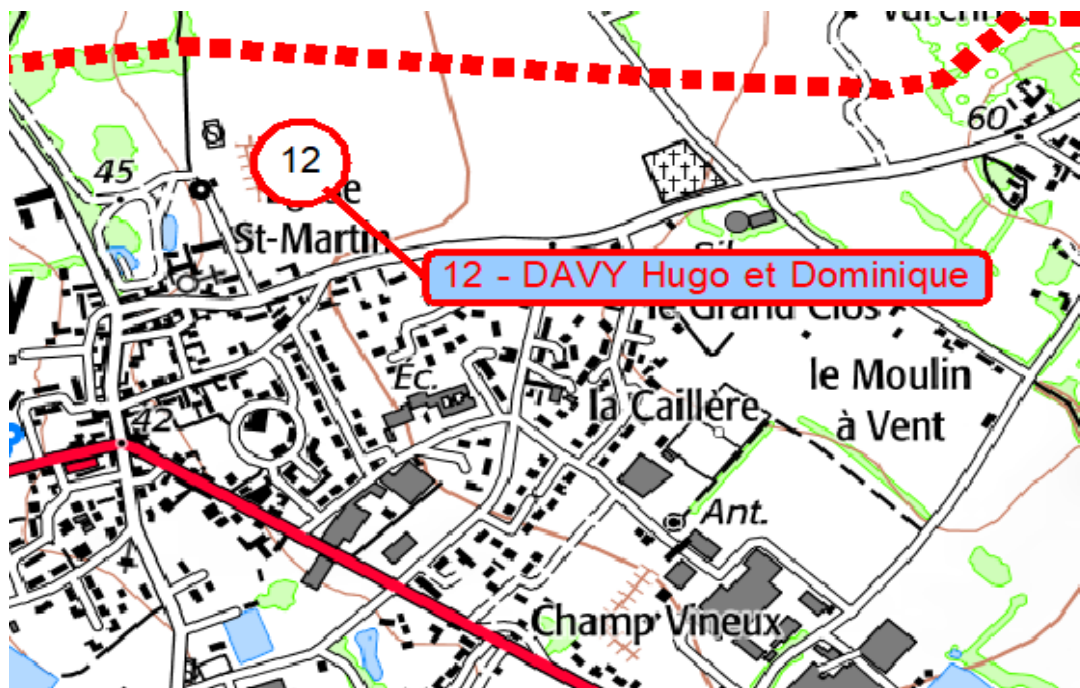 60
12
45
St-Martin
12 - DAVY Hugo et Dominique
le Grand Clos
Éc.
le Moulin
à Vent
la Caillère
42
Ant.
Champ Vineux